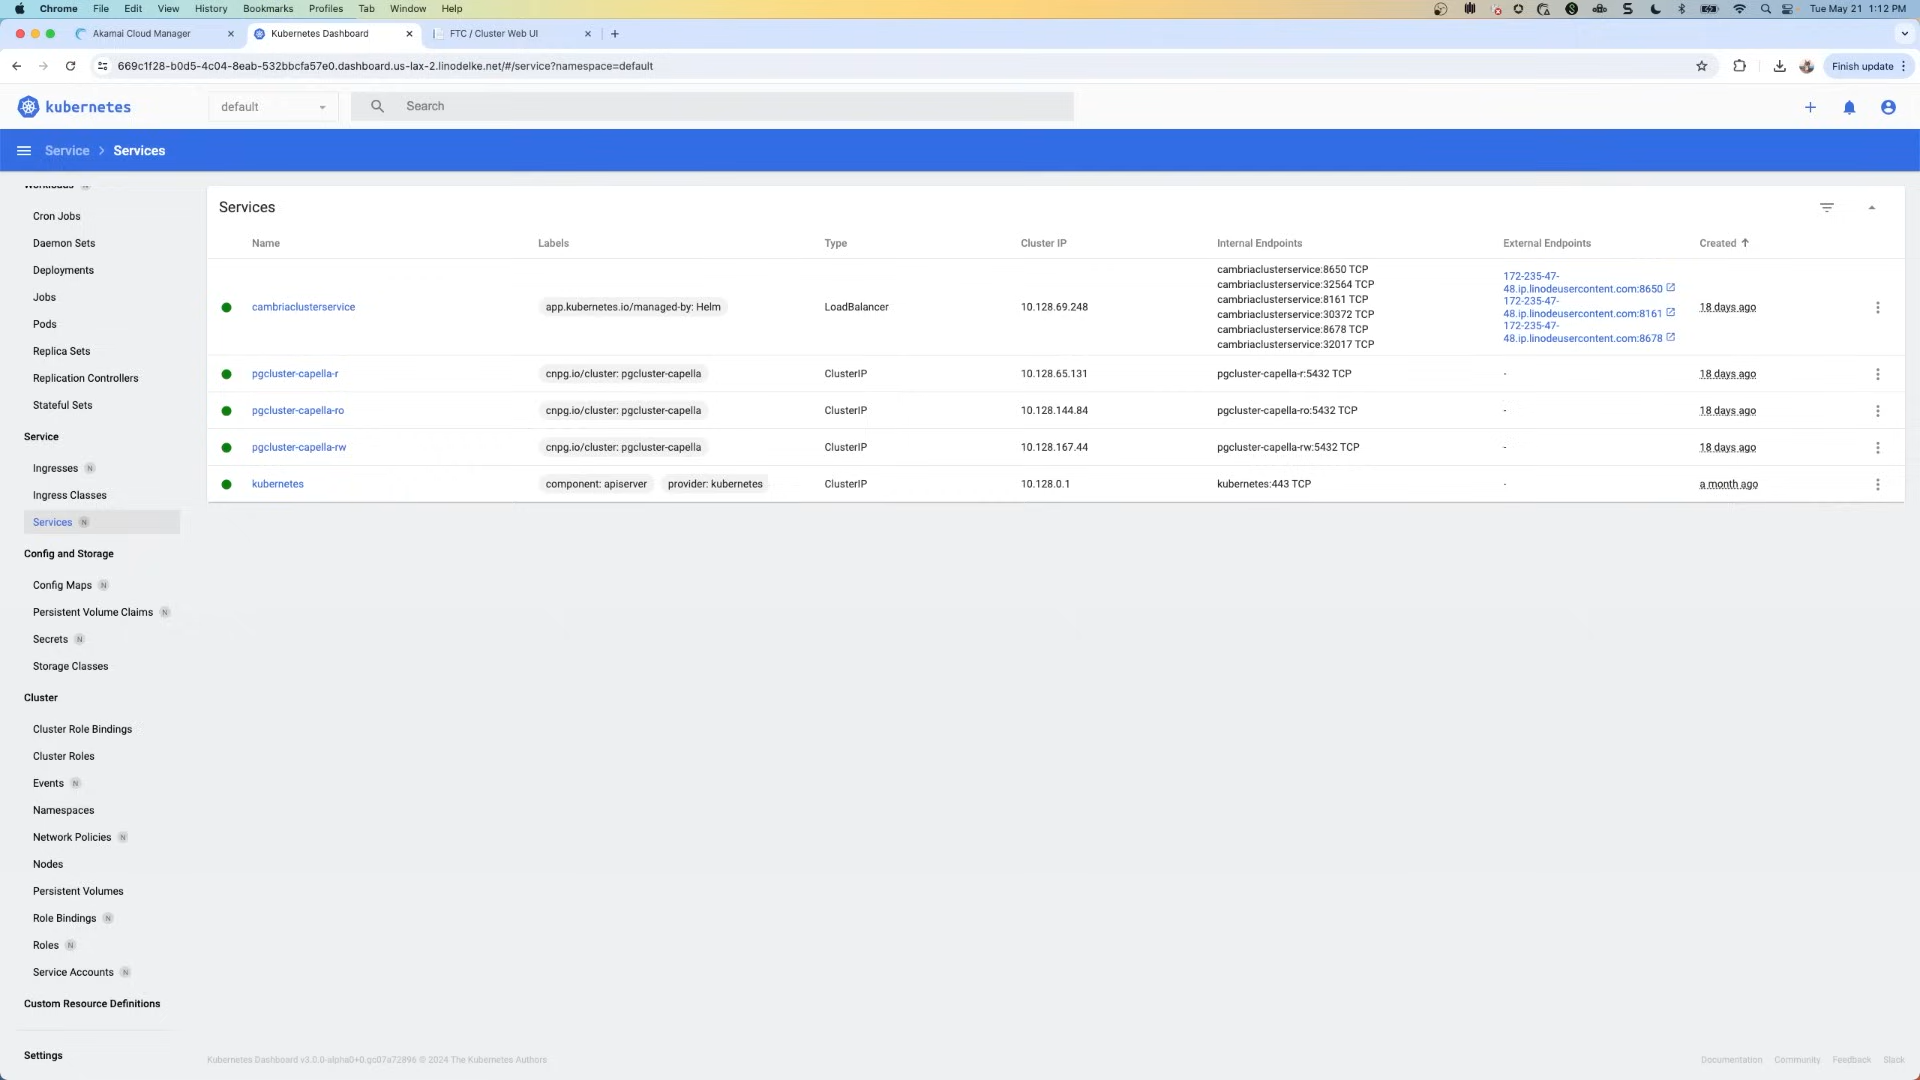 Chrome File Edit View History Bookmarks Profiles Tab Window Help Tue May 21 1:12 PM
Akamai Cloud Manager Kubernetes Dashboard FTC / Cluster Web UI
669c1f28-b0d5-4c04-8eab-532bbcfa57e0.dashboard.us-lax-2.linodelke.net/#/service?namespace=default Finish update
kubernetes default Search
Service > Services
Workloads N
Cron Jobs
Daemon Sets
Deployments
Jobs
Pods
Replica Sets
Replication Controllers
Stateful Sets
Service
Ingresses N
Ingress Classes
Services N
Config and Storage
Config Maps N
Persistent Volume Claims N
Secrets N
Storage Classes
Cluster
Cluster Role Bindings
Cluster Roles
Events N
Namespaces
Network Policies N
Nodes
Persistent Volumes
Role Bindings N
Roles N
Service Accounts N
Custom Resource Definitions
Settings
Services
Name Labels Type Cluster IP Internal Endpoints External Endpoints Created
cambriaclusterservice app.kubernetes.io/managed-by: Helm LoadBalancer 10.128.69.248
cambriaclusterservice:8650 TCP
cambriaclusterservice:32564 TCP
cambriaclusterservice:8161 TCP
cambriaclusterservice:30372 TCP
cambriaclusterservice:8678 TCP
cambriaclusterservice:32017 TCP
172-235-47-
48.ip.linodeusercontent.com:8650
172-235-47-
48.ip.linodeusercontent.com:8161
172-235-47-
48.ip.linodeusercontent.com:8678
18 days ago
pgcluster-capella-r cnpg.io/cluster: pgcluster-capella ClusterIP 10.128.65.131 pgcluster-capella-r:5432 TCP - 18 days ago
pgcluster-capella-ro cnpg.io/cluster: pgcluster-capella ClusterIP 10.128.144.84 pgcluster-capella-ro:5432 TCP - 18 days ago
pgcluster-capella-rw cnpg.io/cluster: pgcluster-capella ClusterIP 10.128.167.44 pgcluster-capella-rw:5432 TCP - 18 days ago
kubernetes component: apiserver provider: kubernetes ClusterIP 10.128.0.1 kubernetes:443 TCP - a month ago
Kubernetes Dashboard v3.0.0-alpha0+0.gc07a72896 © 2024 The Kubernetes Authors Documentation Community Feedback Slack